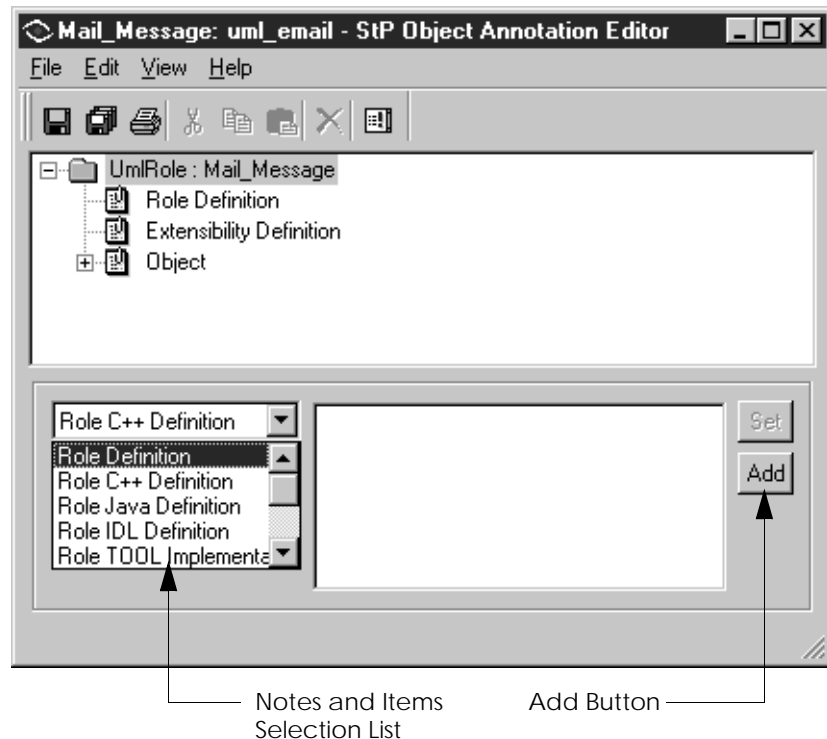 Mail_Message: uml_email - StP Object Annotation Editor
File Edit View Help
UmlRole : Mail_Message
Role Definition
Extensibility Definition
Object
Role C++ Definition
Set
Role Definition
Role C++ Definition
Add
Role Java Definition
Role IDL Definition
Role TOOL Implementa
Notes and Items
Selection List
Add Button